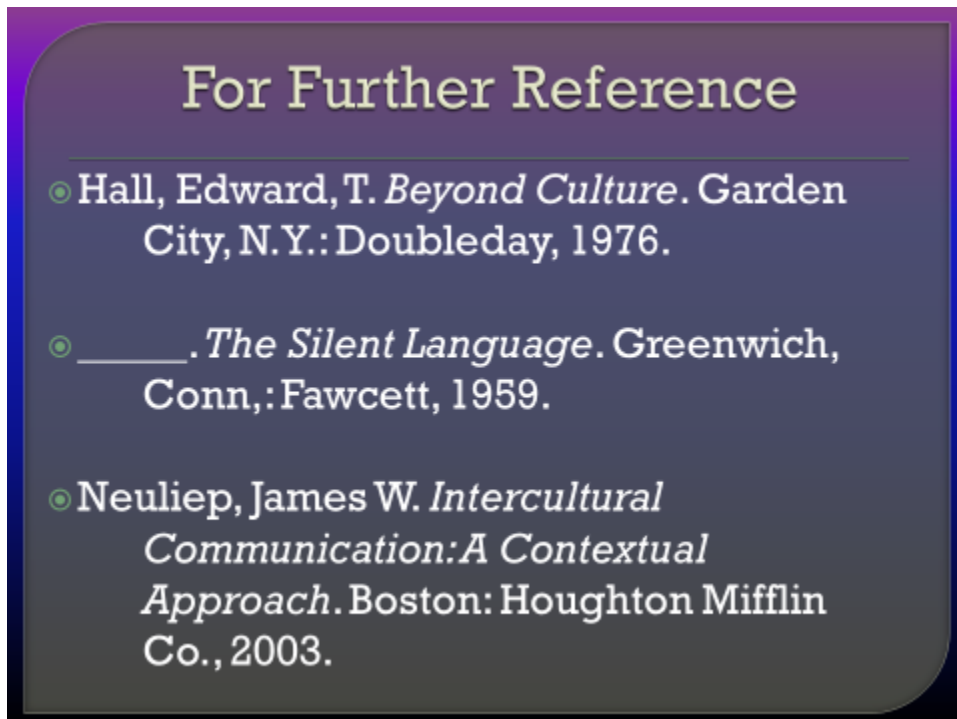 For Further Reference
Hall, Edward, T. Beyond Culture. Garden
City, N.Y.: Doubleday, 1976.
_____. The Silent Language. Greenwich,
Conn,: Fawcett, 1959.
Neuliep, James W. Intercultural
Communication: A Contextual
Approach. Boston: Houghton Mifflin
Co., 2003.